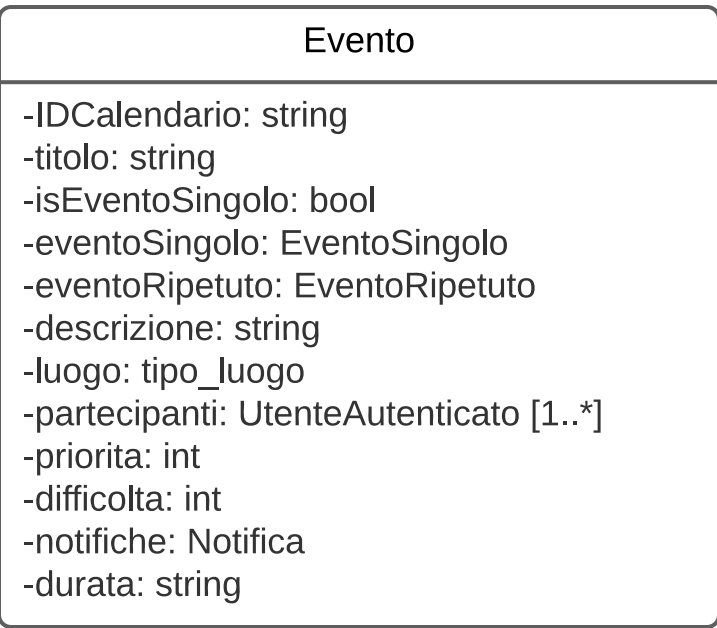 Evento
-IDCalendario: string
-titolo: string
-isEventoSingolo: bool
-eventoSingolo: EventoSingolo
-eventoRipetuto: EventoRipetuto
-descrizione: string
-luogo: tipo_luogo
-partecipanti: UtenteAutenticato [1..*]
-priorita: int
-difficolta: int
-notifiche: Notifica
-durata: string